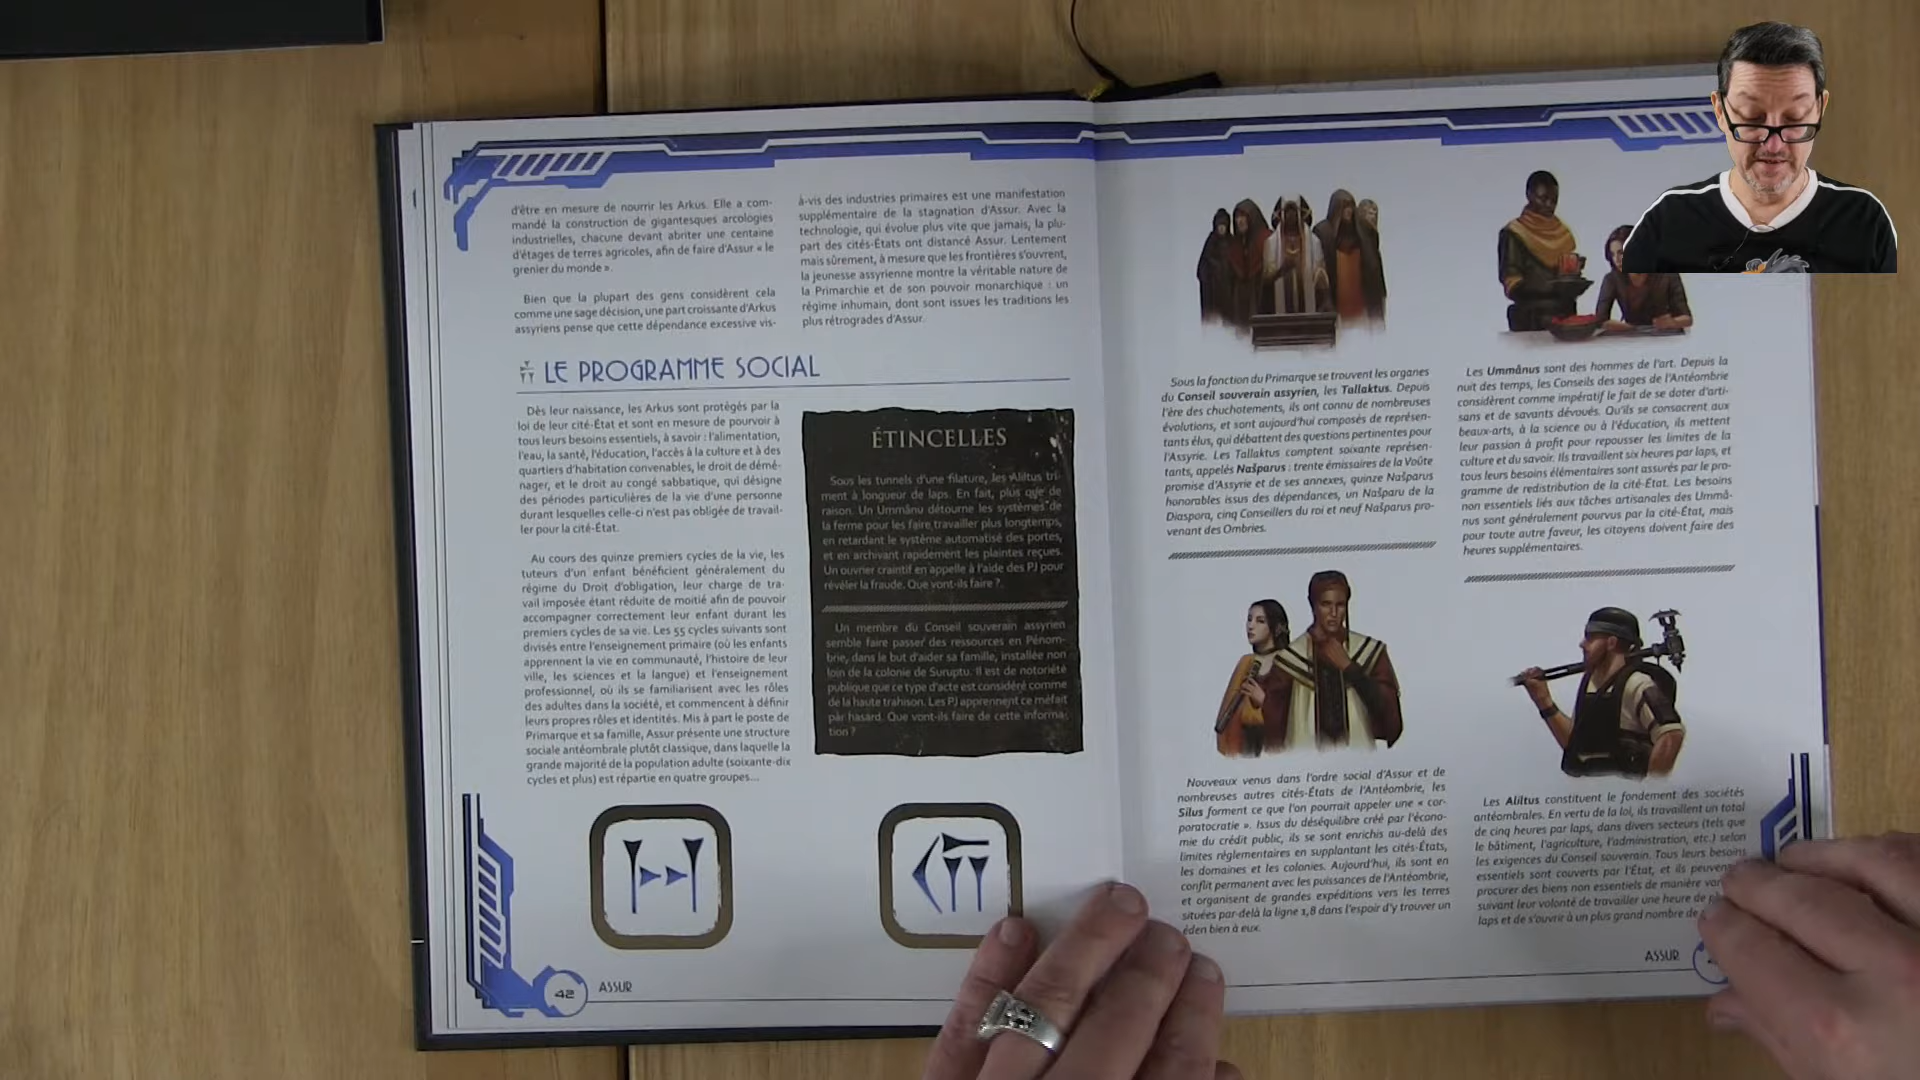 d'être en mesure de nourrir les Arkus. Elle a com-
mandé la construction de gigantesques arcologies
industrielles, chacune devant abriter une centaine
d'étages de terres agricoles, afin de faire d'Assur « le
grenier du monde ».
Bien que la plupart des gens considèrent cela
comme une sage décision, une part croissante d'Arkus
assyriens pense que cette dépendance excessive vis-
à-vis des industries primaires est une manifestation
supplémentaire de la stagnation d'Assur. Avec la
technologie, qui évolue plus vite que jamais, la plu-
part des cités-États ont distancé Assur. Lentement
mais sûrement, à mesure que les frontières s'ouvrent,
la jeunesse assyrienne montre la véritable nature de
la Primarchie et de son pouvoir monarchique : un
régime inhumain, dont sont issues les traditions les
plus rétrogrades d'Assur.
LE PROGRAMME SOCIAL
Dès leur naissance, les Arkus sont protégés par la
loi de leur cité-État et sont en mesure de pourvoir à
tous leurs besoins essentiels, à savoir : l'alimentation,
l'eau, la santé, l'éducation, l'accès à la culture et à des
quartiers d'habitation convenables, le droit de démé-
nager, et le droit au congé sabbatique, qui désigne
des périodes particulières de la vie d'une personne
durant lesquelles celle-ci n'est pas obligée de travail-
ler pour la cité-État.
Au cours des quinze premiers cycles de la vie, les
tuteurs d'un enfant bénéficient généralement du
régime du Droit d'obligation, leur charge de tra-
vail imposée étant réduite de moitié afin de pouvoir
accompagner correctement leur enfant durant les
premiers cycles de sa vie. Les 55 cycles suivants sont
divisés entre l'enseignement primaire (où les enfants
apprennent la vie en communauté, l'histoire de leur
ville, les sciences et la langue) et l'enseignement
professionnel, où ils se familiarisent avec les rôles
des adultes dans la société, et commencent à définir
leurs propres rôles et identités. Mis à part le poste de
Primarque et sa famille, Assur présente une structure
sociale antéombrale plutôt classique, dans laquelle la
grande majorité de la population adulte (soixante-dix
cycles et plus) est répartie en quatre groupes...
ÉTINCELLES
Sous les tunnels d'une filature, les Aliltus tri-
ment à longueur de laps. En fait, plus que de
raison. Un Ummânu détourne les systèmes de
la ferme pour les faire travailler plus longtemps,
en retardant le système automatisé des portes,
et en archivant rapidement les plaintes reçues.
Un ouvrier craintif en appelle à l'aide des PJ pour
révéler la fraude. Que vont-ils faire ?
Un membre du Conseil souverain assyrien
semble faire passer des ressources en Pénom-
brie, dans le but d'aider sa famille, installée non
loin de la colonie de Suruptu. Il est de notoriété
publique que ce type d'acte est considéré comme
de la haute trahison. Les PJ apprennent ce méfait
par hasard. Que vont-ils faire de cette informa-
tion ?
42 ASSUR
Sous la fonction du Primarque se trouvent les organes
du Conseil souverain assyrien, les Tallaktus. Depuis
l'ère des chuchotements, ils ont connu de nombreuses
évolutions, et sont aujourd'hui composés de représen-
tants élus, qui débattent des questions pertinentes pour
l'Assyrie. Les Tallaktus comptent soixante représen-
tants, appelés Našparus : trente émissaires de la Voûte
promise d'Assyrie et de ses annexes, quinze Našparus
honorables issus des dépendances, un Našparu de la
Diaspora, cinq Conseillers du roi et neuf Našparus pro-
venant des Ombries.
Nouveaux venus dans l'ordre social d'Assur et de
nombreuses autres cités-États de l'Antéombrie, les
Silus forment ce que l'on pourrait appeler une « cor-
poratocratie ». Issus du déséquilibre créé par l'écono-
mie du crédit public, ils se sont enrichis au-delà des
limites réglementaires en supplantant les cités-États,
les domaines et les colonies. Aujourd'hui, ils sont en
conflit permanent avec les puissances de l'Antéombrie,
et organisent de grandes expéditions vers les terres
situées par-delà la ligne 1,8 dans l'espoir d'y trouver un
éden bien à eux.
Les Ummânus sont des hommes de l'art. Depuis la
nuit des temps, les Conseils des sages de l'Antéombrie
considèrent comme impératif le fait de se doter d'arti-
sans et de savants dévoués. Qu'ils se consacrent aux
beaux-arts, à la science ou à l'éducation, ils mettent
leur passion à profit pour repousser les limites de la
culture et du savoir. Ils travaillent six heures par laps, et
tous leurs besoins élémentaires sont assurés par le pro-
gramme de redistribution de la cité-État. Les besoins
non essentiels liés aux tâches artisanales des Ummâ-
nus sont généralement pourvus par la cité-État, mais
pour toute autre faveur, les citoyens doivent faire des
heures supplémentaires.
Les Aliltus constituent le fondement des sociétés
antéombrales. En vertu de la loi, ils travaillent un total
de cinq heures par laps, dans divers secteurs (tels que
le bâtiment, l'agriculture, l'administration, etc.) selon
les exigences du Conseil souverain. Tous leurs besoins
essentiels sont couverts par l'État, et ils peuvent
procurer des biens non essentiels de manière
suivant leur volonté de travailler une heure de
laps et de s'ouvrir à un plus grand nombre de
ASSUR